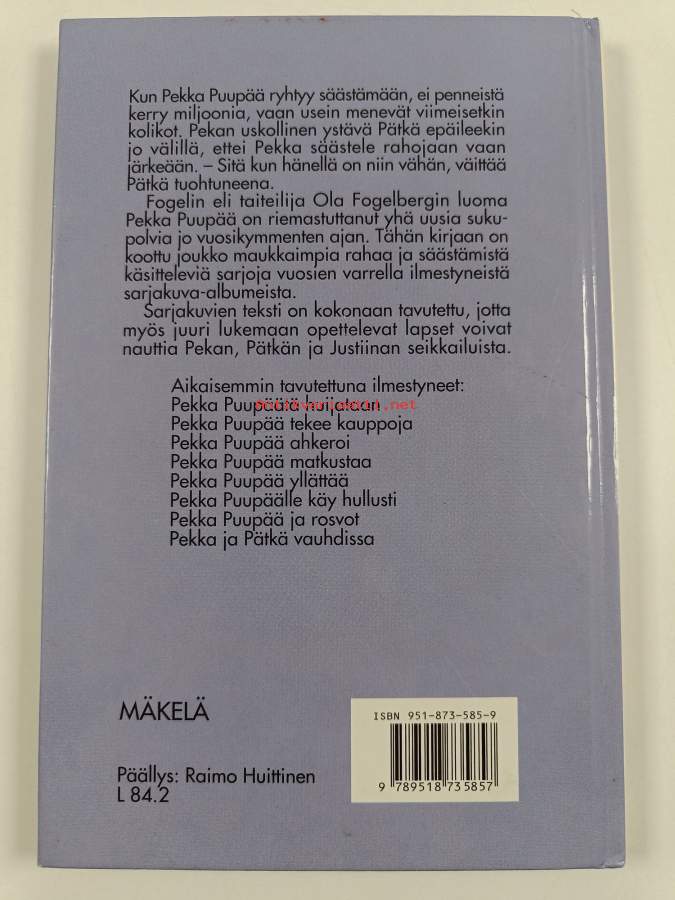 Kun Pekka Puupää ryhtyy säästämään, ei penneistä
kerry miljoonia, vaan usein menevät viimeisetkin
kolikot. Pekan uskollinen ystävä Pätkä epäileekin
jo välillä, ettei Pekka säästele rahojaan vaan
järkeään. – Sitä kun hänellä on niin vähän, väittää
Pätkä tuohtuneena.
Fogelin eli taiteilija Ola Fogelbergin luoma
Pekka Puupää on riemastuttanut yhä uusia suku-
polvia jo vuosikymmenten ajan. Tähän kirjaan on
koottu joukko maukkaimpia rahaa ja säästämistä
käsitteleviä sarjoja vuosien varrella ilmestyneistä
sarjakuva-albumeista.
Sarjakuvien teksti on kokonaan tavutettu, jotta
myös juuri lukemaan opettelevat lapset voivat
nauttia Pekan, Pätkän ja Justiinan seikkailuista.
Aikaisemmin tavutettuna ilmestyneet:
Pekka Puupäätä huijataan
Pekka Puupää tekee kauppoja
Pekka Puupää ahkeroi
Pekka Puupää matkustaa
Pekka Puupää yllättää
Pekka Puupäälle käy hullusti
Pekka Puupää ja rosvot
Pekka ja Pätkä vauhdissa
MÄKELÄ
Päällys: Raimo Huittinen
L 84.2
ISBN 951-873-585-9
9 789518 735857